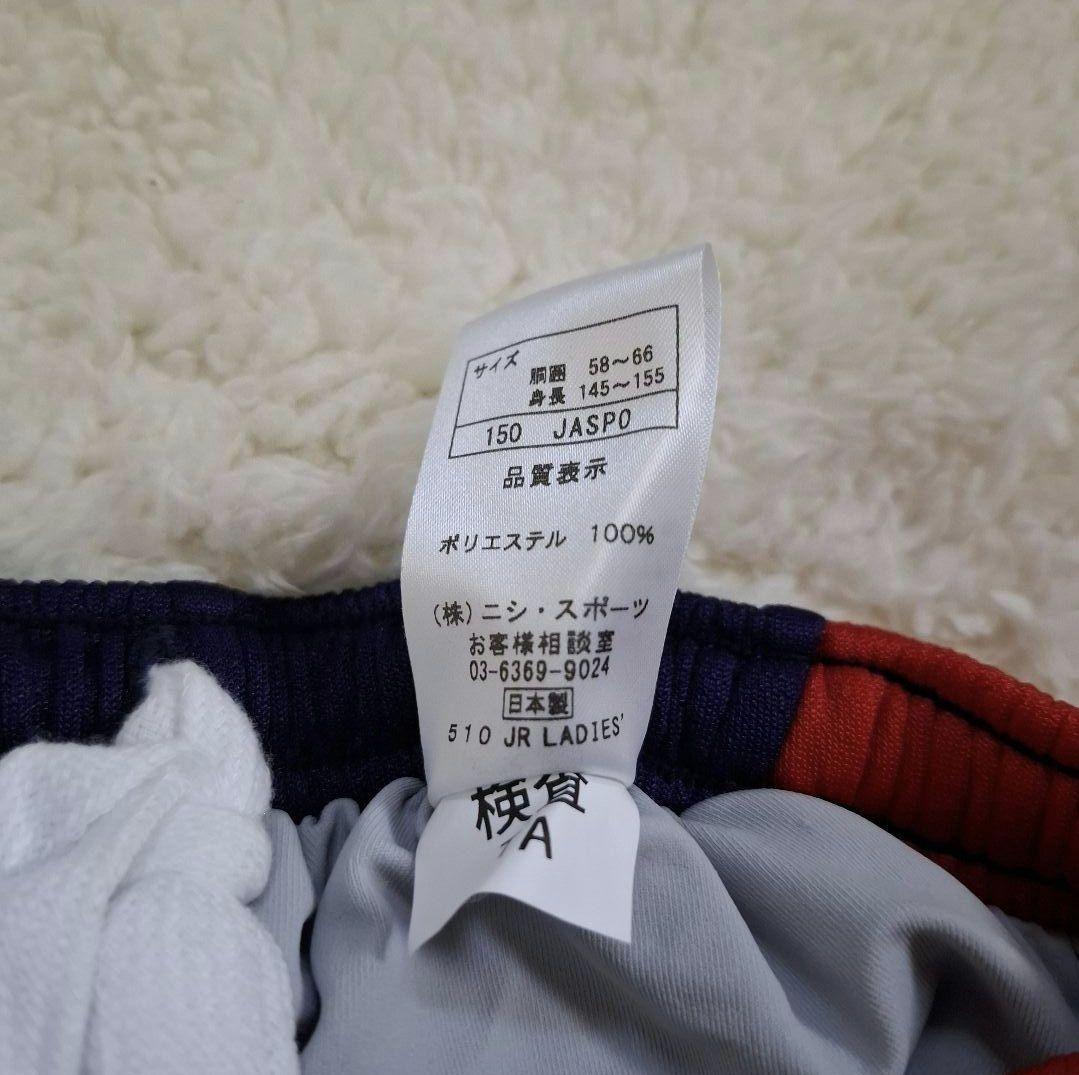 サイズ
胴囲 58〜66
身長 145〜155
150 JASPO
品質表示
ポリエステル 100%
(株)ニシ・スポーツ
お客様相談室
03-6369-9024
日本製
510 JR LADIES'
検査
A